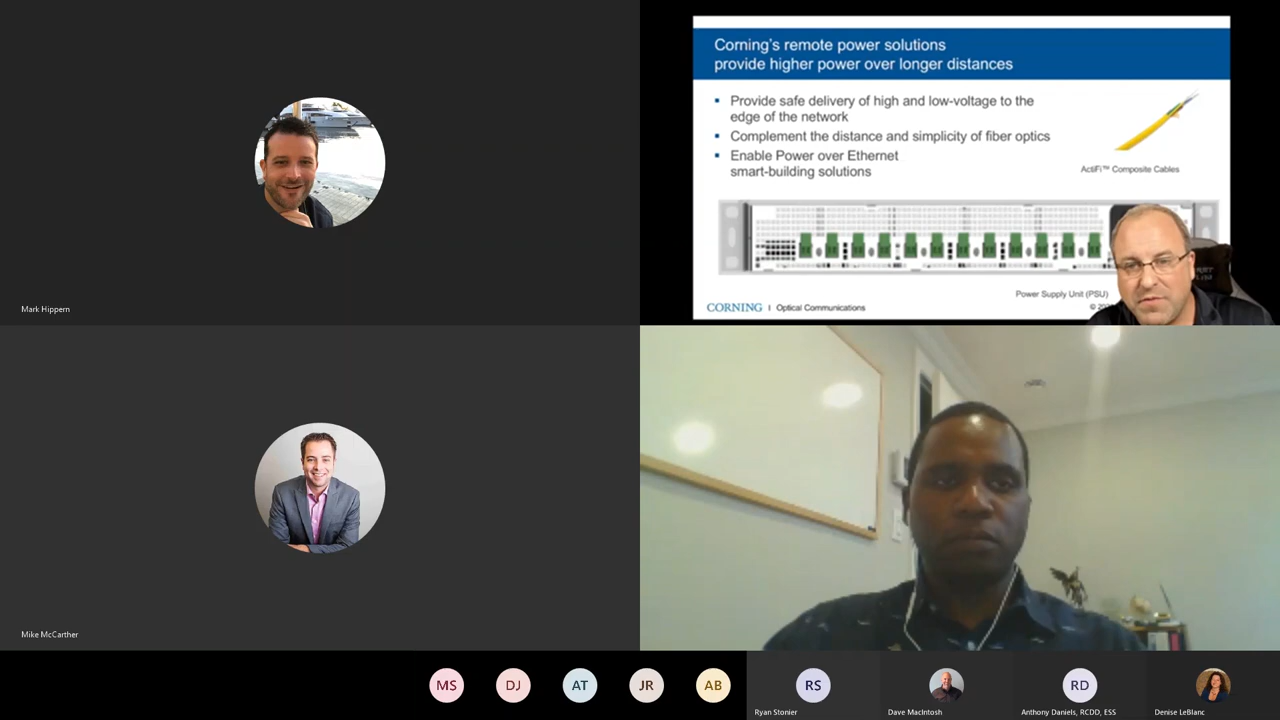 Corning's remote power solutions
provide higher power over longer distances
Provide safe delivery of high and low-voltage to the
edge of the network
Complement the distance and simplicity of fiber optics
Enable Power over Ethernet
smart-building solutions
ActiFi™ Composite Cables
Power Supply Unit (PSU)
CORNING | Optical Communications
Mark Hippern
Mike McCarther
MS
DJ
AT
JR
AB
RS
RD
Ryan Stonier
Dave MacIntosh
Anthony Daniels, RCDD, ESS
Denise LeBlanc